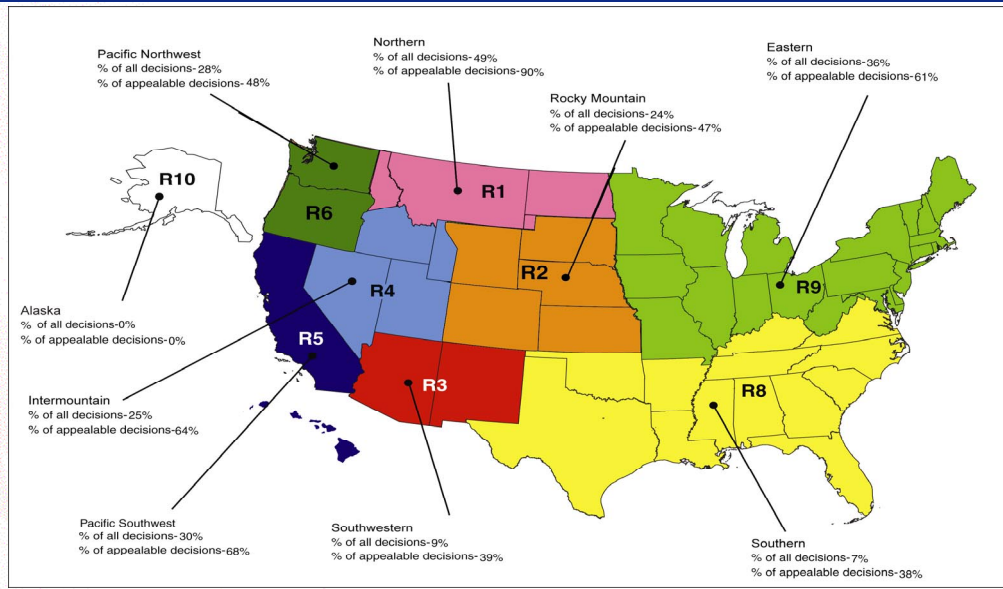 Pacific Northwest
% of all decisions-28%
% of appealable decisions-48%
Northern
% of all decisions-49%
% of appealable decisions-90%
Rocky Mountain
% of all decisions-24%
% of appealable decisions-47%
Eastern
% of all decisions-36%
% of appealable decisions-61%
R10
R1
R6
R2
R9
R4
Alaska
% of all decisions-0%
% of appealable decisions-0%
R5
R3
R8
Intermountain
% of all decisions-25%
% of appealable decisions-64%
Pacific Southwest
% of all decisions-30%
% of appealable decisions-68%
Southwestern
% of all decisions-9%
% of appealable decisions-39%
Southern
% of all decisions-7%
% of appealable decisions-38%